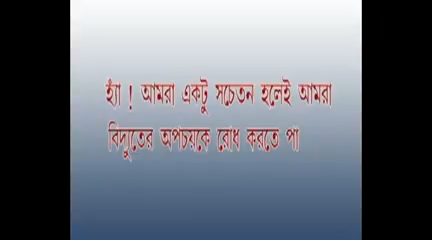 হ্যাঁ ! আমরা একটু সচেতন হলেই আমরা
বিদ্যুতের অপচয়কে রোধ করতে পা